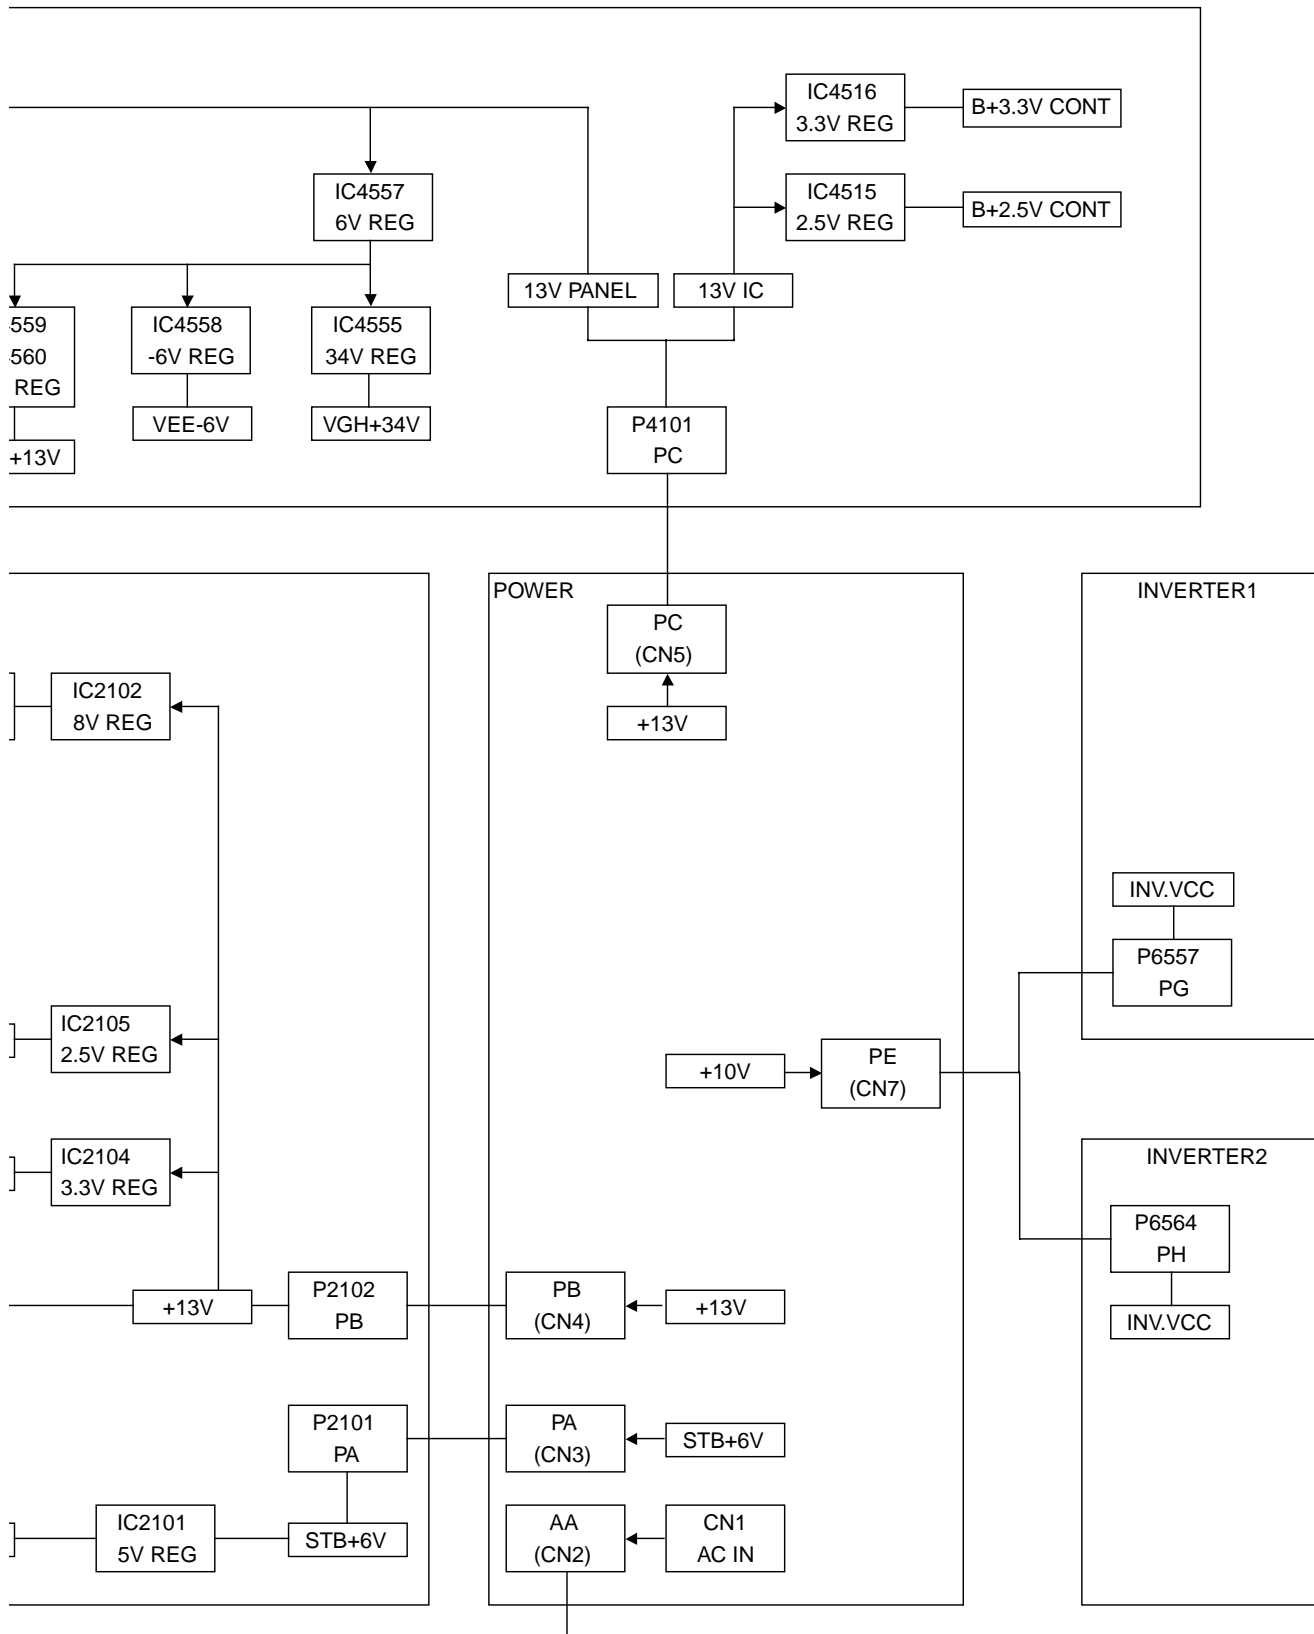 IC4516
3.3V REG
B+3.3V CONT
IC4557
6V REG
IC4515
2.5V REG
B+2.5V CONT
13V PANEL
13V IC
IC4558
-6V REG
IC4555
34V REG
REG
VEE-6V
VGH+34V
P4101
PC
+13V
POWER
INVERTER1
PC
(CN5)
IC2102
8V REG
+13V
INV.VCC
P6557
PG
IC2105
2.5V REG
+10V
PE
(CN7)
IC2104
3.3V REG
INVERTER2
P6564
PH
INV.VCC
+13V
P2102
PB
PB
(CN4)
+13V
P2101
PA
PA
(CN3)
STB+6V
IC2101
5V REG
STB+6V
AA
(CN2)
CN1
AC IN